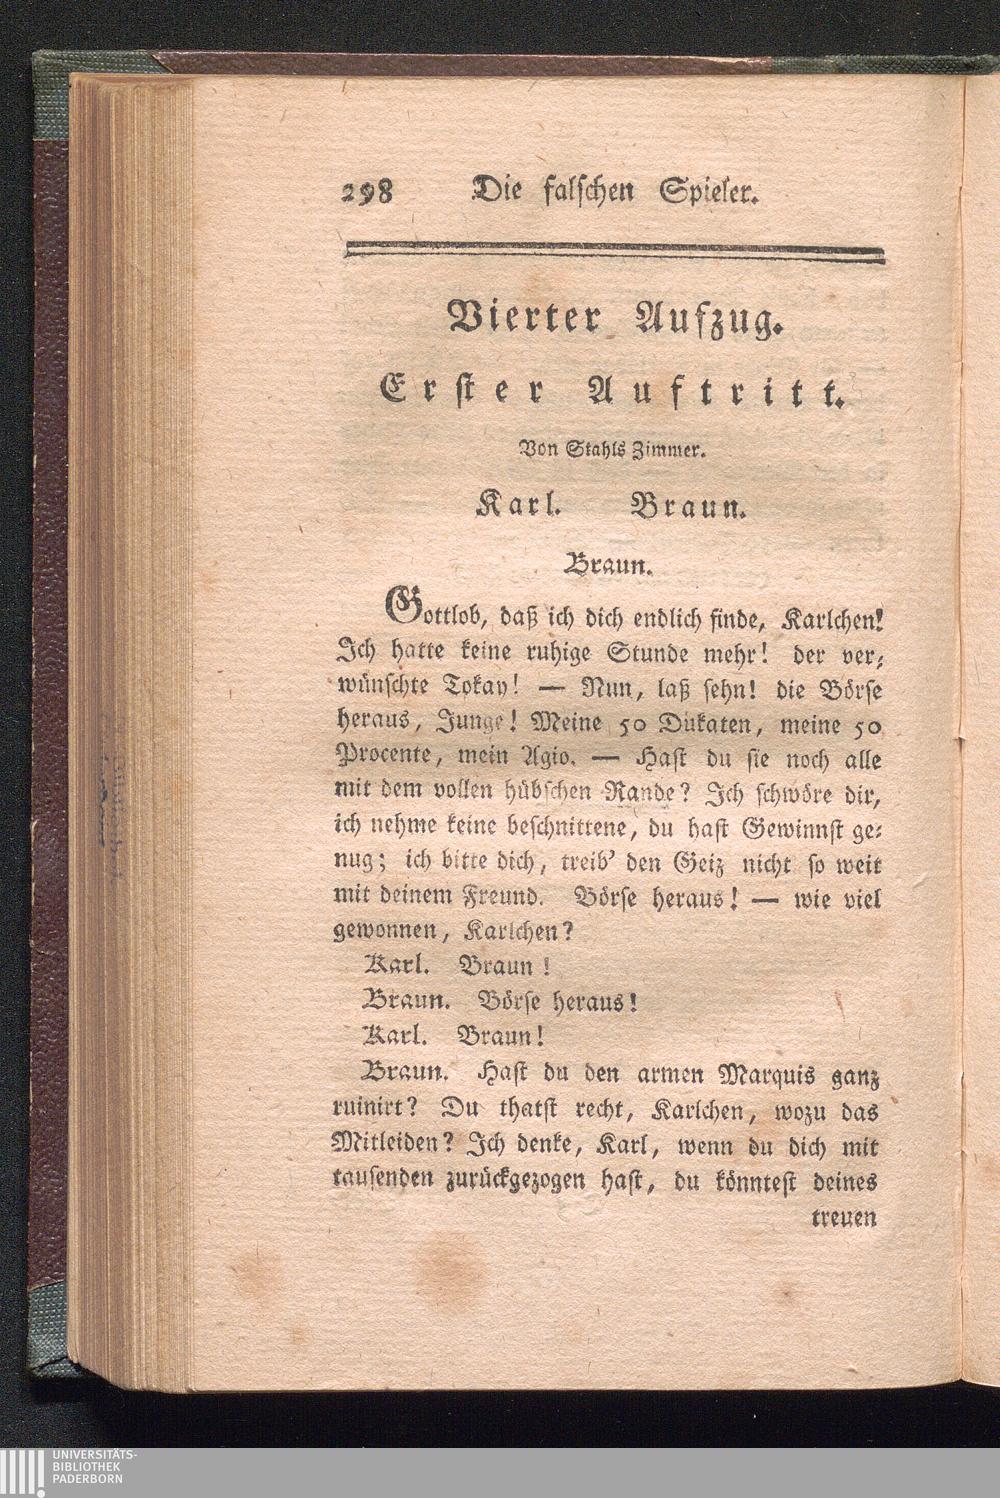 298 Die falschen Spieler.
Vierter Aufzug.
Erster Auftritt.
Von Stahls Zimmer.
Karl. Braun.
Braun.
Gottlob, daß ich dich endlich finde, Karlchen!
Ich hatte keine ruhige Stunde mehr! der ver-
wünschte Tokay! — Nun, laß sehn! die Börse
heraus, Junge! Meine 50 Dukaten, meine 50
Procente, mein Agio. — Hast du sie noch alle
mit dem vollen hübschen Rande? Ich schwöre dir,
ich nehme keine beschnittene, du hast Gewinnst ge-
nug; ich bitte dich, treib' den Geiz nicht so weit
mit deinem Freund. Börse heraus! — wie viel
gewonnen, Karlchen?
Karl. Braun!
Braun. Börse heraus!
Karl. Braun!
Braun. Hast du den armen Marquis ganz
ruinirt? Du thatst recht, Karlchen, wozu das
Mitleiden? Ich denke, Karl, wenn du dich mit
tausenden zurückgezogen hast, du könntest deines
treuen
UNIVERSITÄTS-
BIBLIOTHEK
PADERBORN